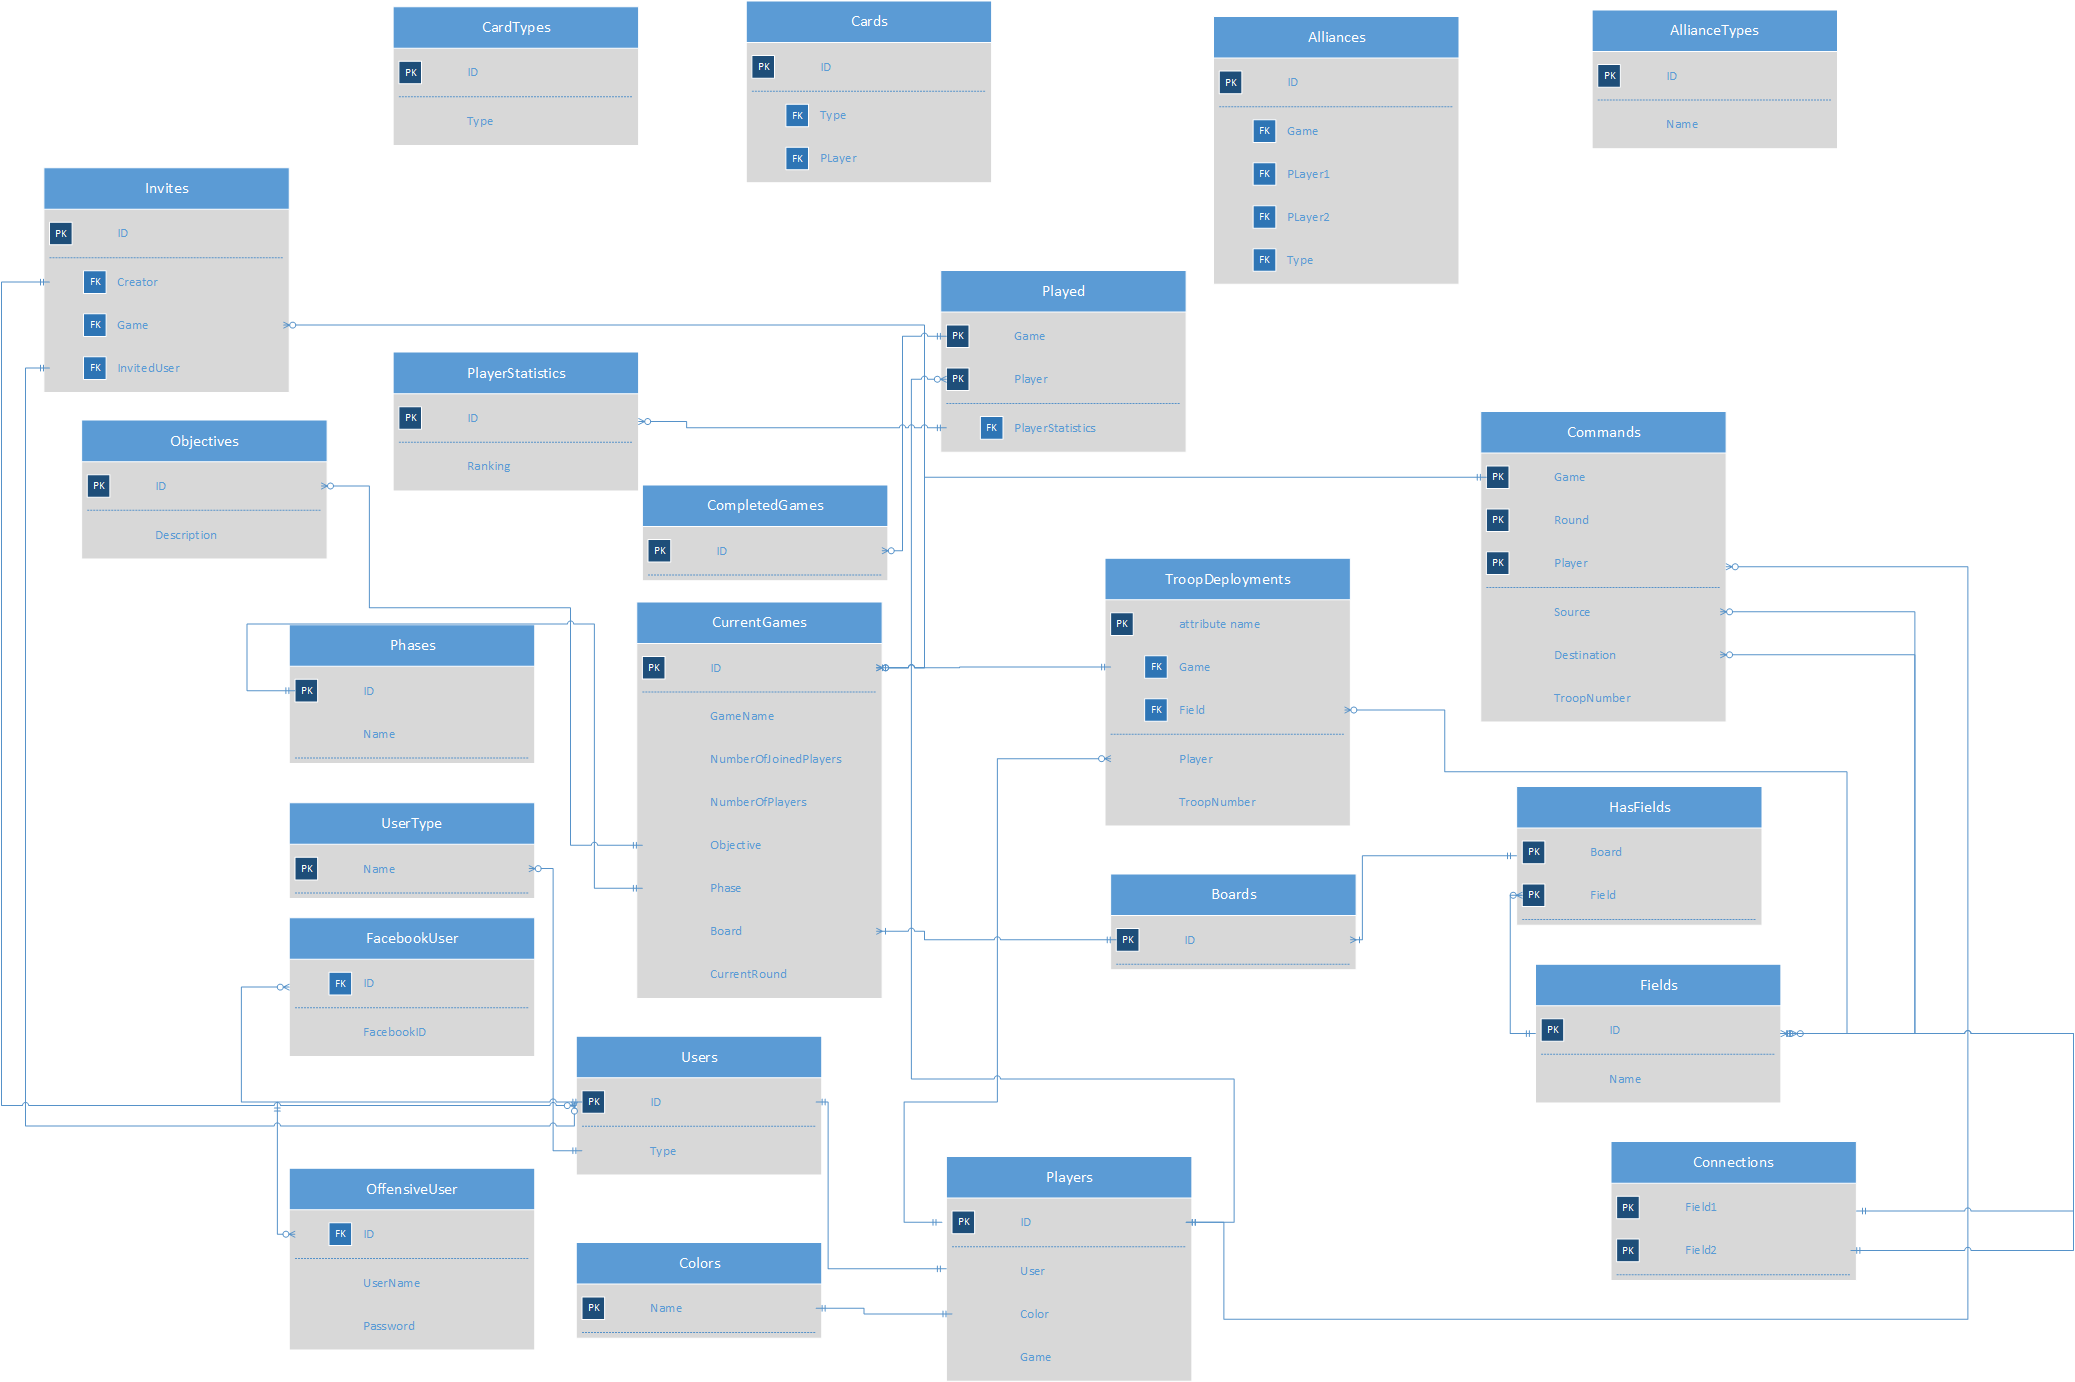 CardTypes
PK ID
Type
Cards
PK ID
FK Type
FK PLayer
Alliances
PK ID
FK Game
FK PLayer1
FK PLayer2
FK Type
AllianceTypes
PK ID
Name
Invites
PK ID
FK Creator
FK Game
FK InvitedUser
Played
PK Game
PK Player
FK PlayerStatistics
PlayerStatistics
PK ID
Ranking
Objectives
PK ID
Description
CompletedGames
PK ID
Commands
PK Game
PK Round
PK Player
Source
Destination
TroopNumber
TroopDeployments
PK attribute name
FK Game
FK Field
Player
TroopNumber
CurrentGames
PK ID
GameName
NumberOfJoinedPlayers
NumberOfPlayers
Objective
Phase
Board
CurrentRound
Phases
PK ID
Name
UserType
PK Name
HasFields
PK Board
PK Field
Boards
PK ID
FacebookUser
FK ID
FacebookID
Fields
PK ID
Name
Users
PK ID
Type
Connections
PK Field1
PK Field2
Players
PK ID
User
Color
Game
OffensiveUser
FK ID
UserName
Password
Colors
PK Name